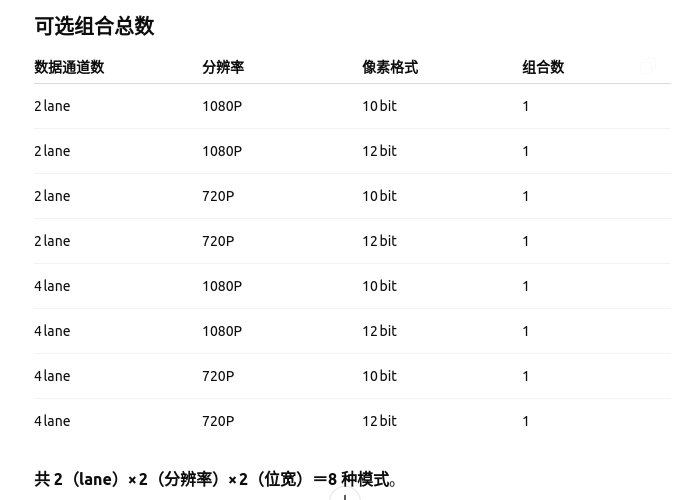 可选组合总数
数据通道数 分辨率 像素格式 组合数
2 lane 1080P 10 bit 1
2 lane 1080P 12 bit 1
2 lane 720P 10 bit 1
2 lane 720P 12 bit 1
4 lane 1080P 10 bit 1
4 lane 1080P 12 bit 1
4 lane 720P 10 bit 1
4 lane 720P 12 bit 1
共 2（lane）× 2（分辨率）× 2（位宽）＝8 种模式。